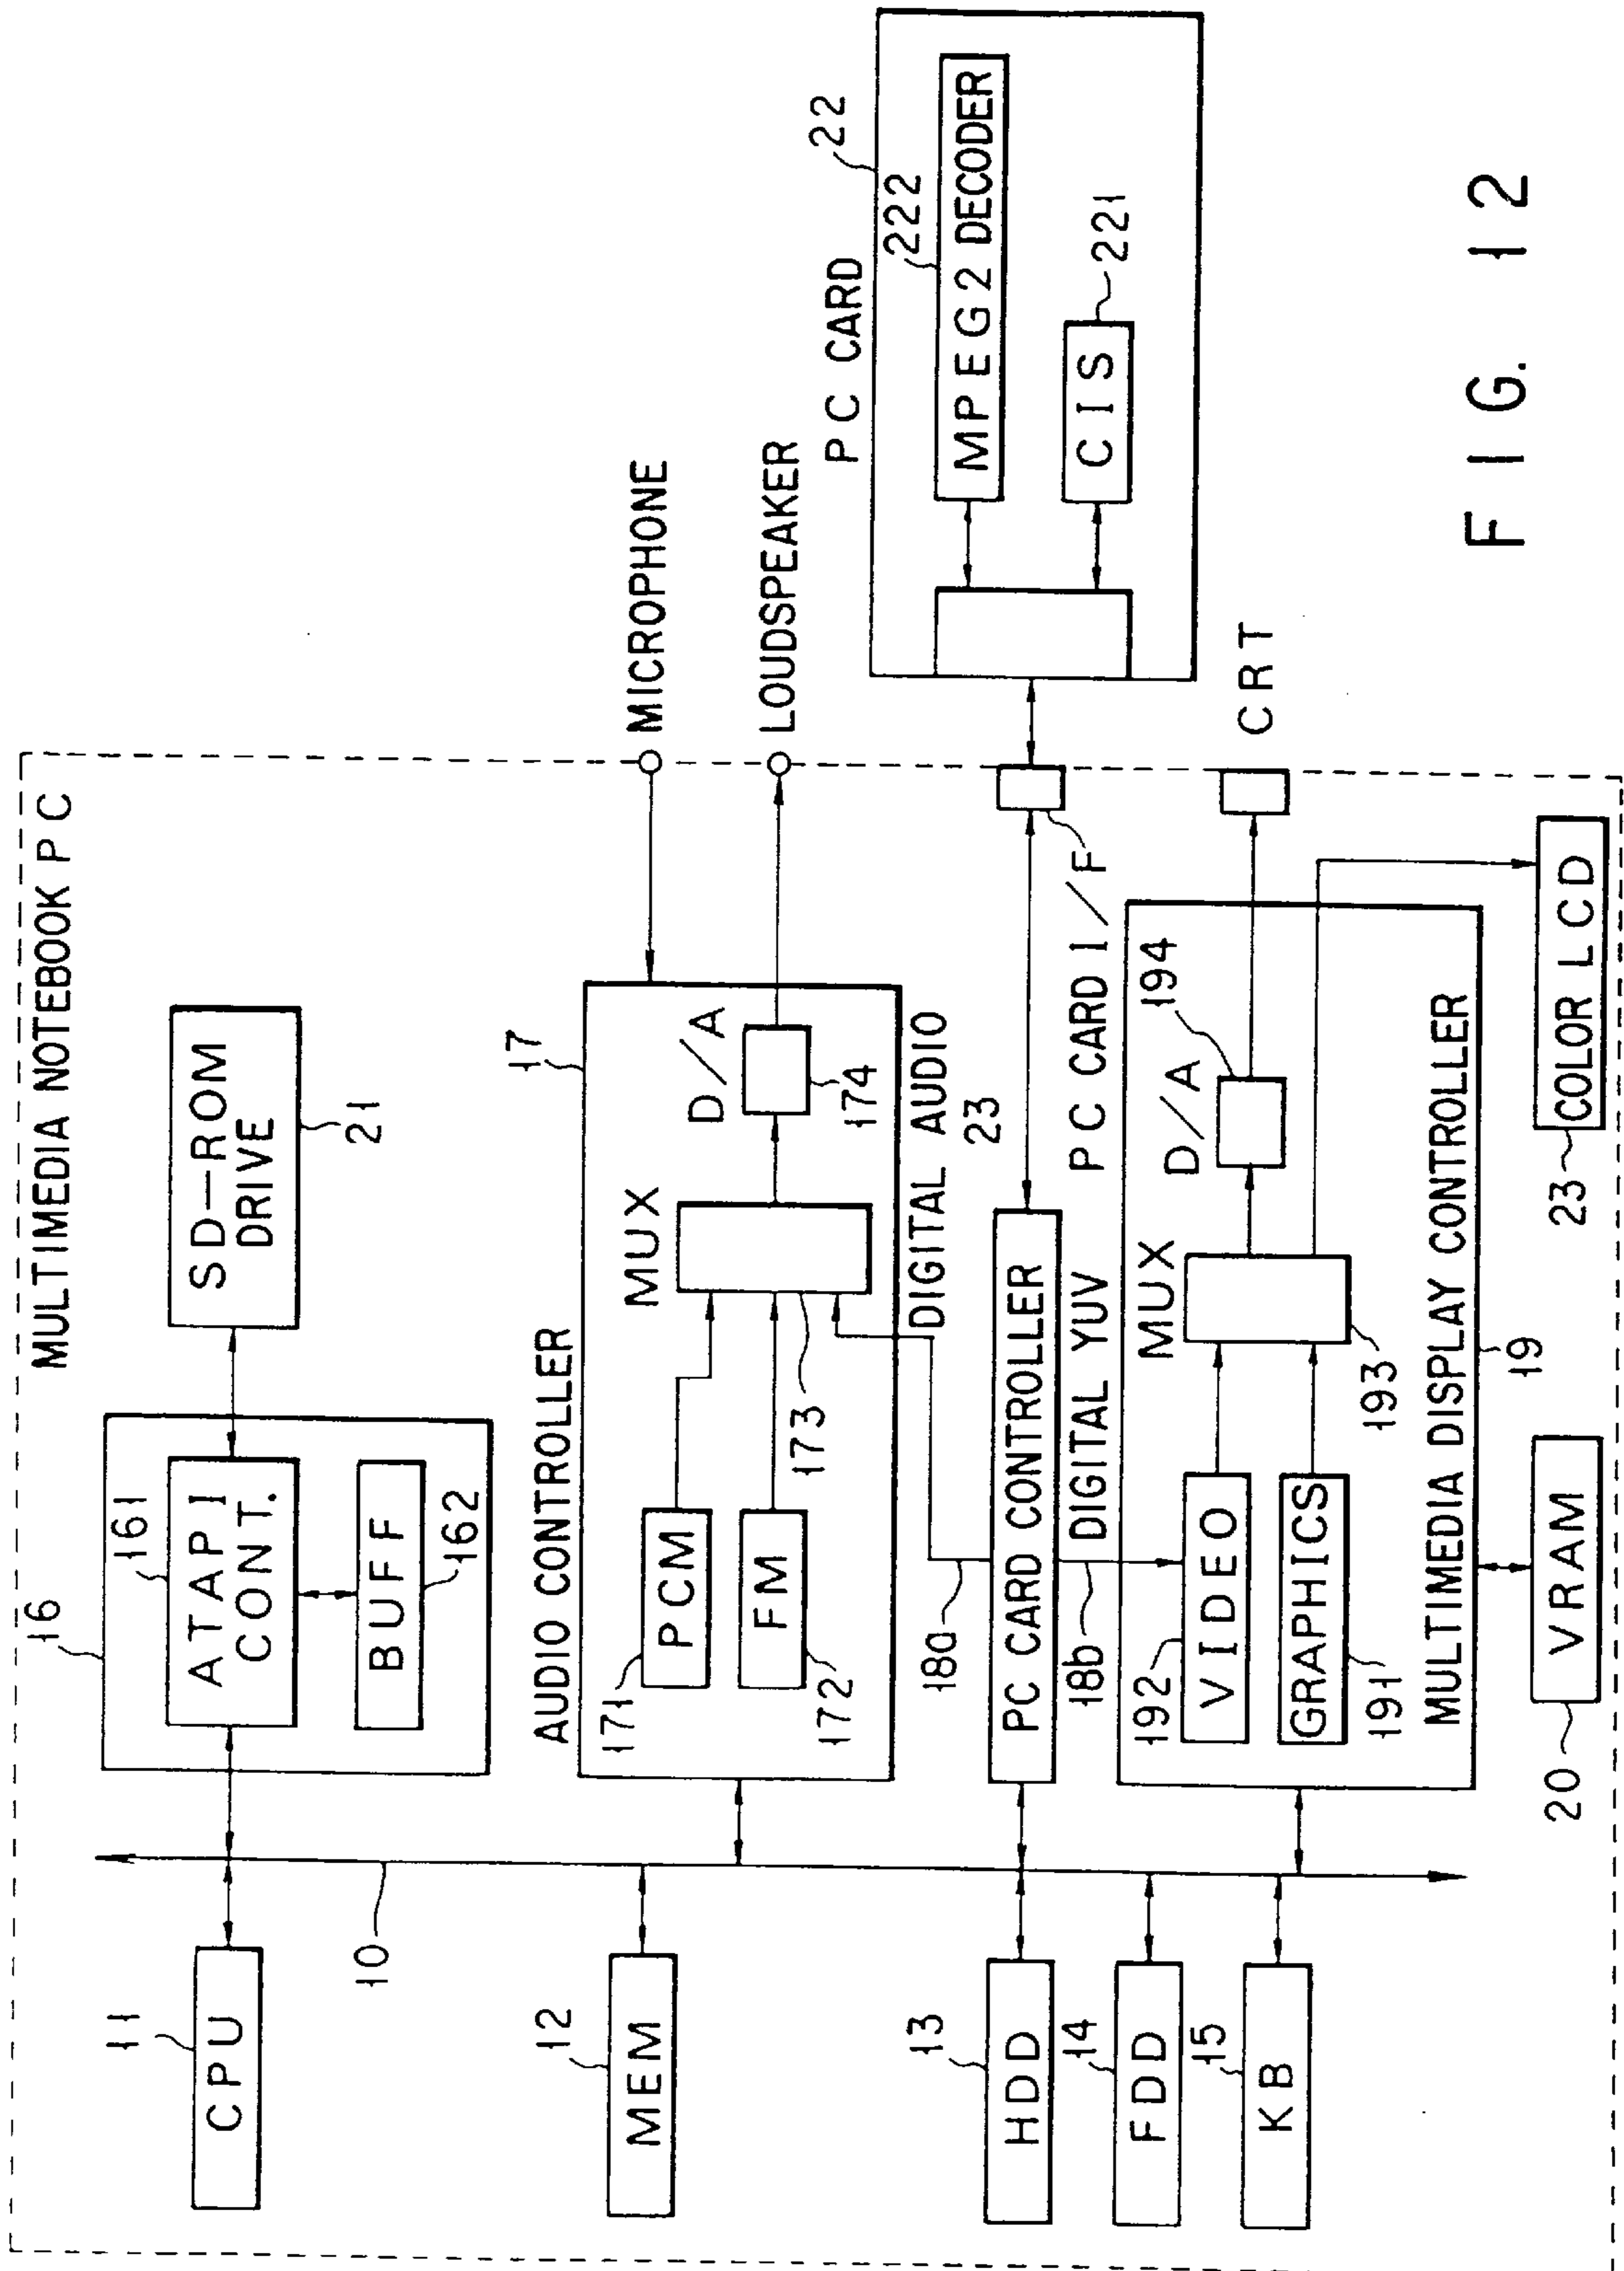 MULTIMEDIA NOTEBOOK PC
16
161
ATAPI
CONT.
BUFF
162
SD-ROM
DRIVE
21
11
CPU
10
12
MEM
13
HDD
14
FDD
15
KB
AUDIO CONTROLLER
17
171
PCM
FM
172
MUX
173
D/A
174
MICROPHONE
LOUDSPEAKER
18a
DIGITAL AUDIO
23
PC CARD CONTROLLER
18b
DIGITAL YUV
PC CARD I/F
192
VIDEO
GRAPHICS
191
MUX
193
D/A
194
MULTIMEDIA DISPLAY CONTROLLER
19
20
VRAM
23
COLOR LCD
CRT
PC CARD
22
222
MPEG2 DECODER
CIS
221
FIG. 12